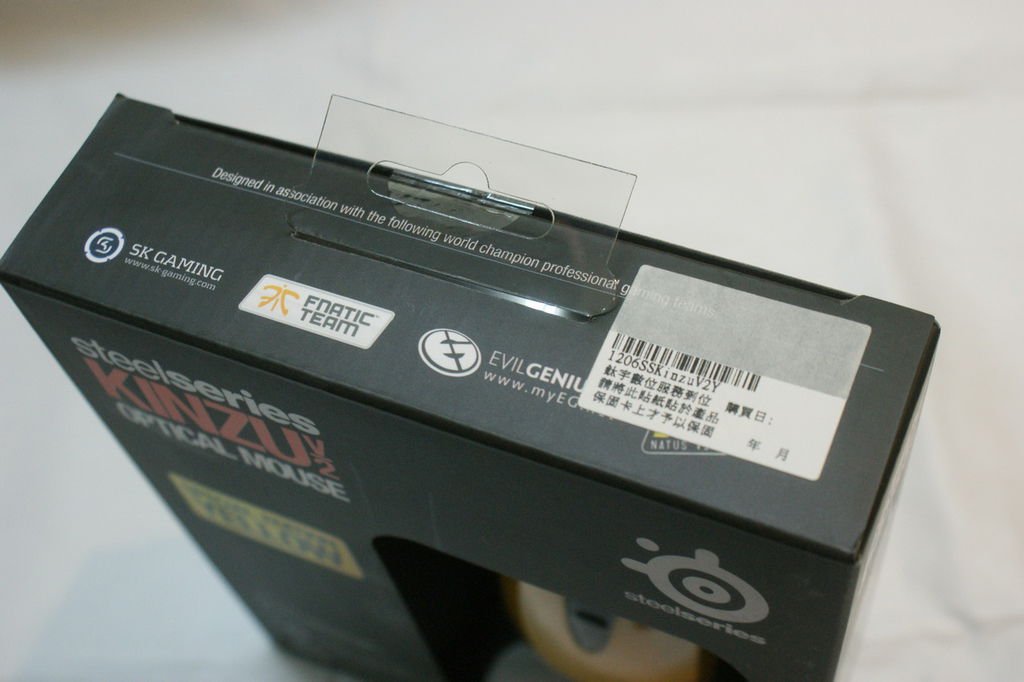 Designed in association with the following world champion professional gaming teams
SK GAMING
www.sk-gaming.com
FNATIC
TEAM
EVILGENIU
www.myEG
NATUS
1206SSKinzuV2Y
鈦宇數位服務到位
請將此貼紙貼於產品
保固卡上才予以保固
購買日:
年 月
steelseries
KINZU v2
OPTICAL MOUSE
steelseries